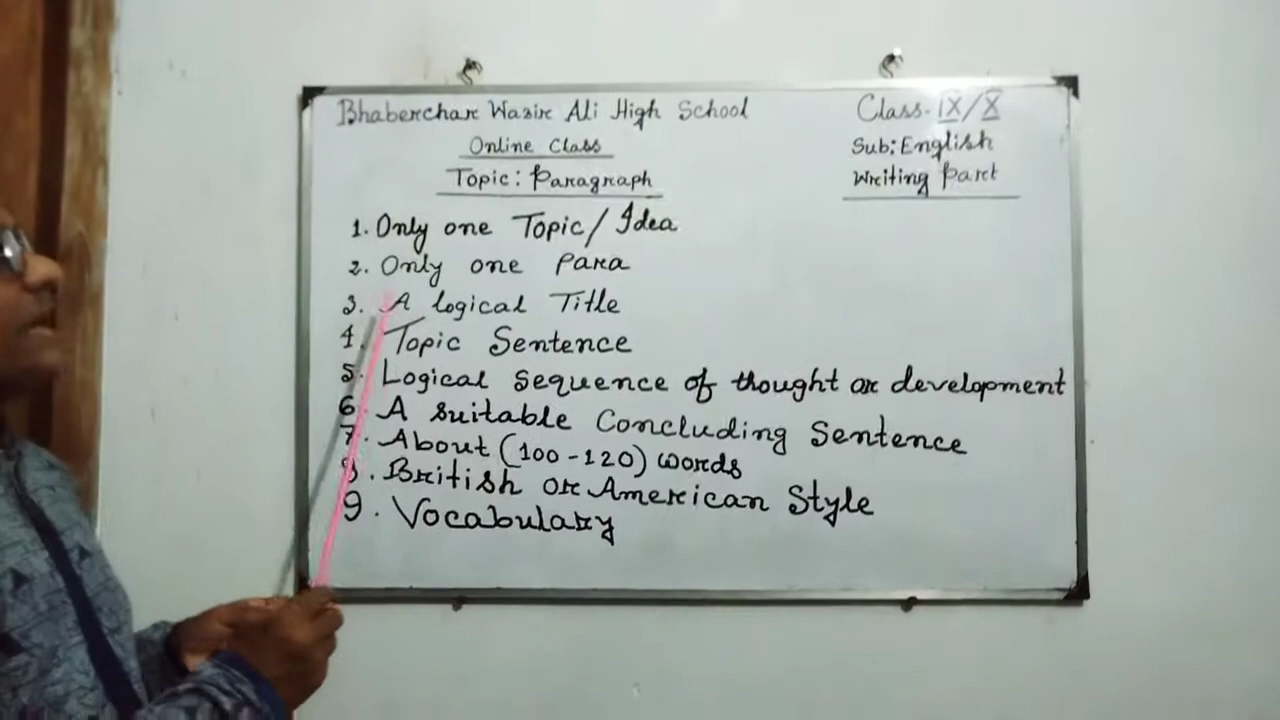 Bhaberchar Wasir Ali High School
Class-IX/X
Online Class
Sub: English
Topic: Paragraph
Writing Part
1. Only one Topic/Idea
2. Only one para
3. A logical Title
4. Topic Sentence
5. Logical sequence of thought or development
6. A suitable Concluding Sentence
7. About (100-120) words
8. British or American Style
9. Vocabulary